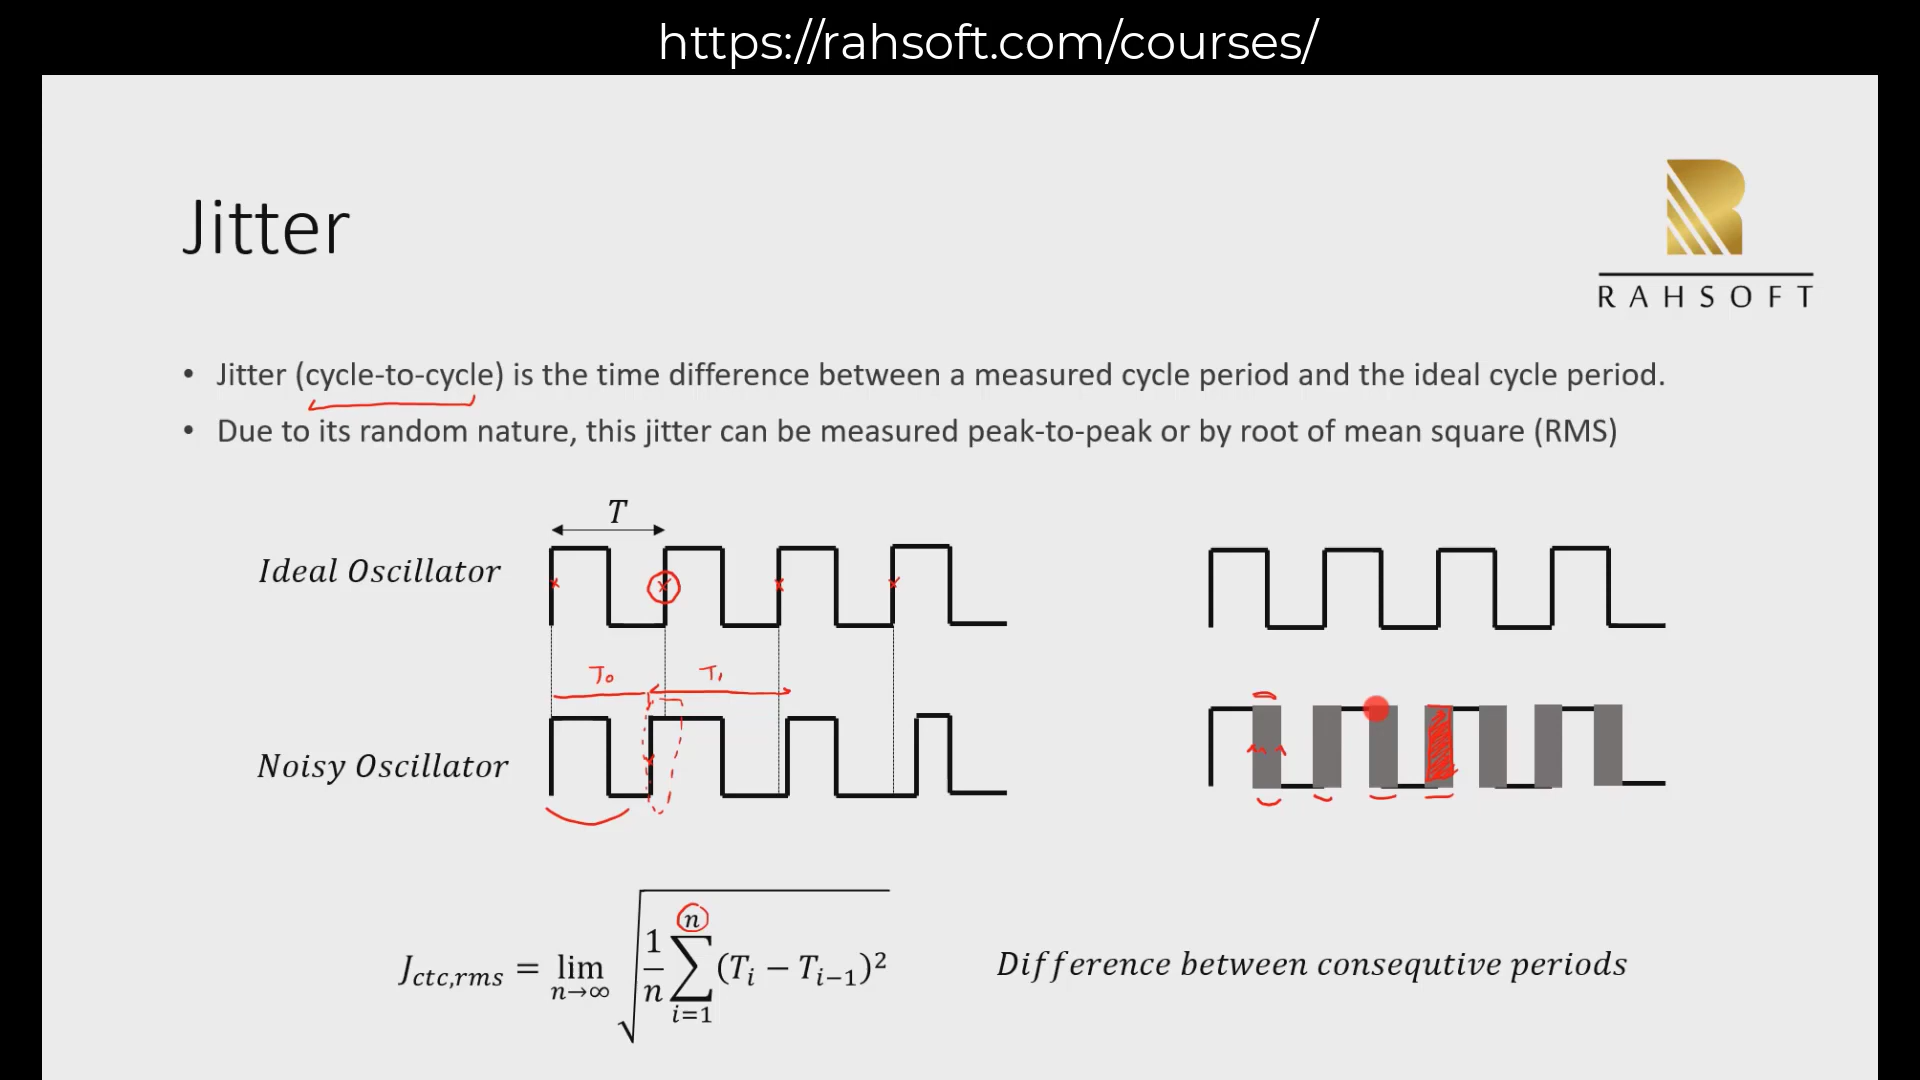 https://rahsoft.com/courses/
RAHSOFT
Jitter
• Jitter (cycle-to-cycle) is the time difference between a measured cycle period and the ideal cycle period.
• Due to its random nature, this jitter can be measured peak-to-peak or by root of mean square (RMS)
T
Ideal Oscillator
T₀ T₁
Noisy Oscillator
J_{ctc,rms} = lim_{n→∞} √(1/n ∑_{i=1}^{n} (T_i − T_{i−1})²)
Difference between consequtive periods